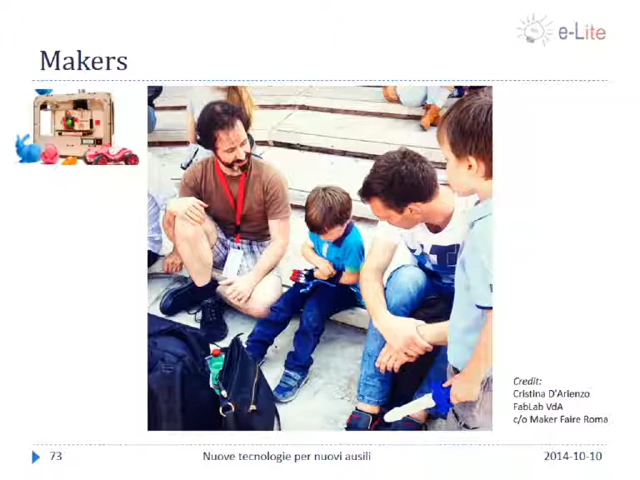 e-Lite
Makers
Credit:
Cristina D'Arienzo
FabLab VdA
c/o Maker Faire Roma
73
Nuove tecnologie per nuovi ausili
2014-10-10